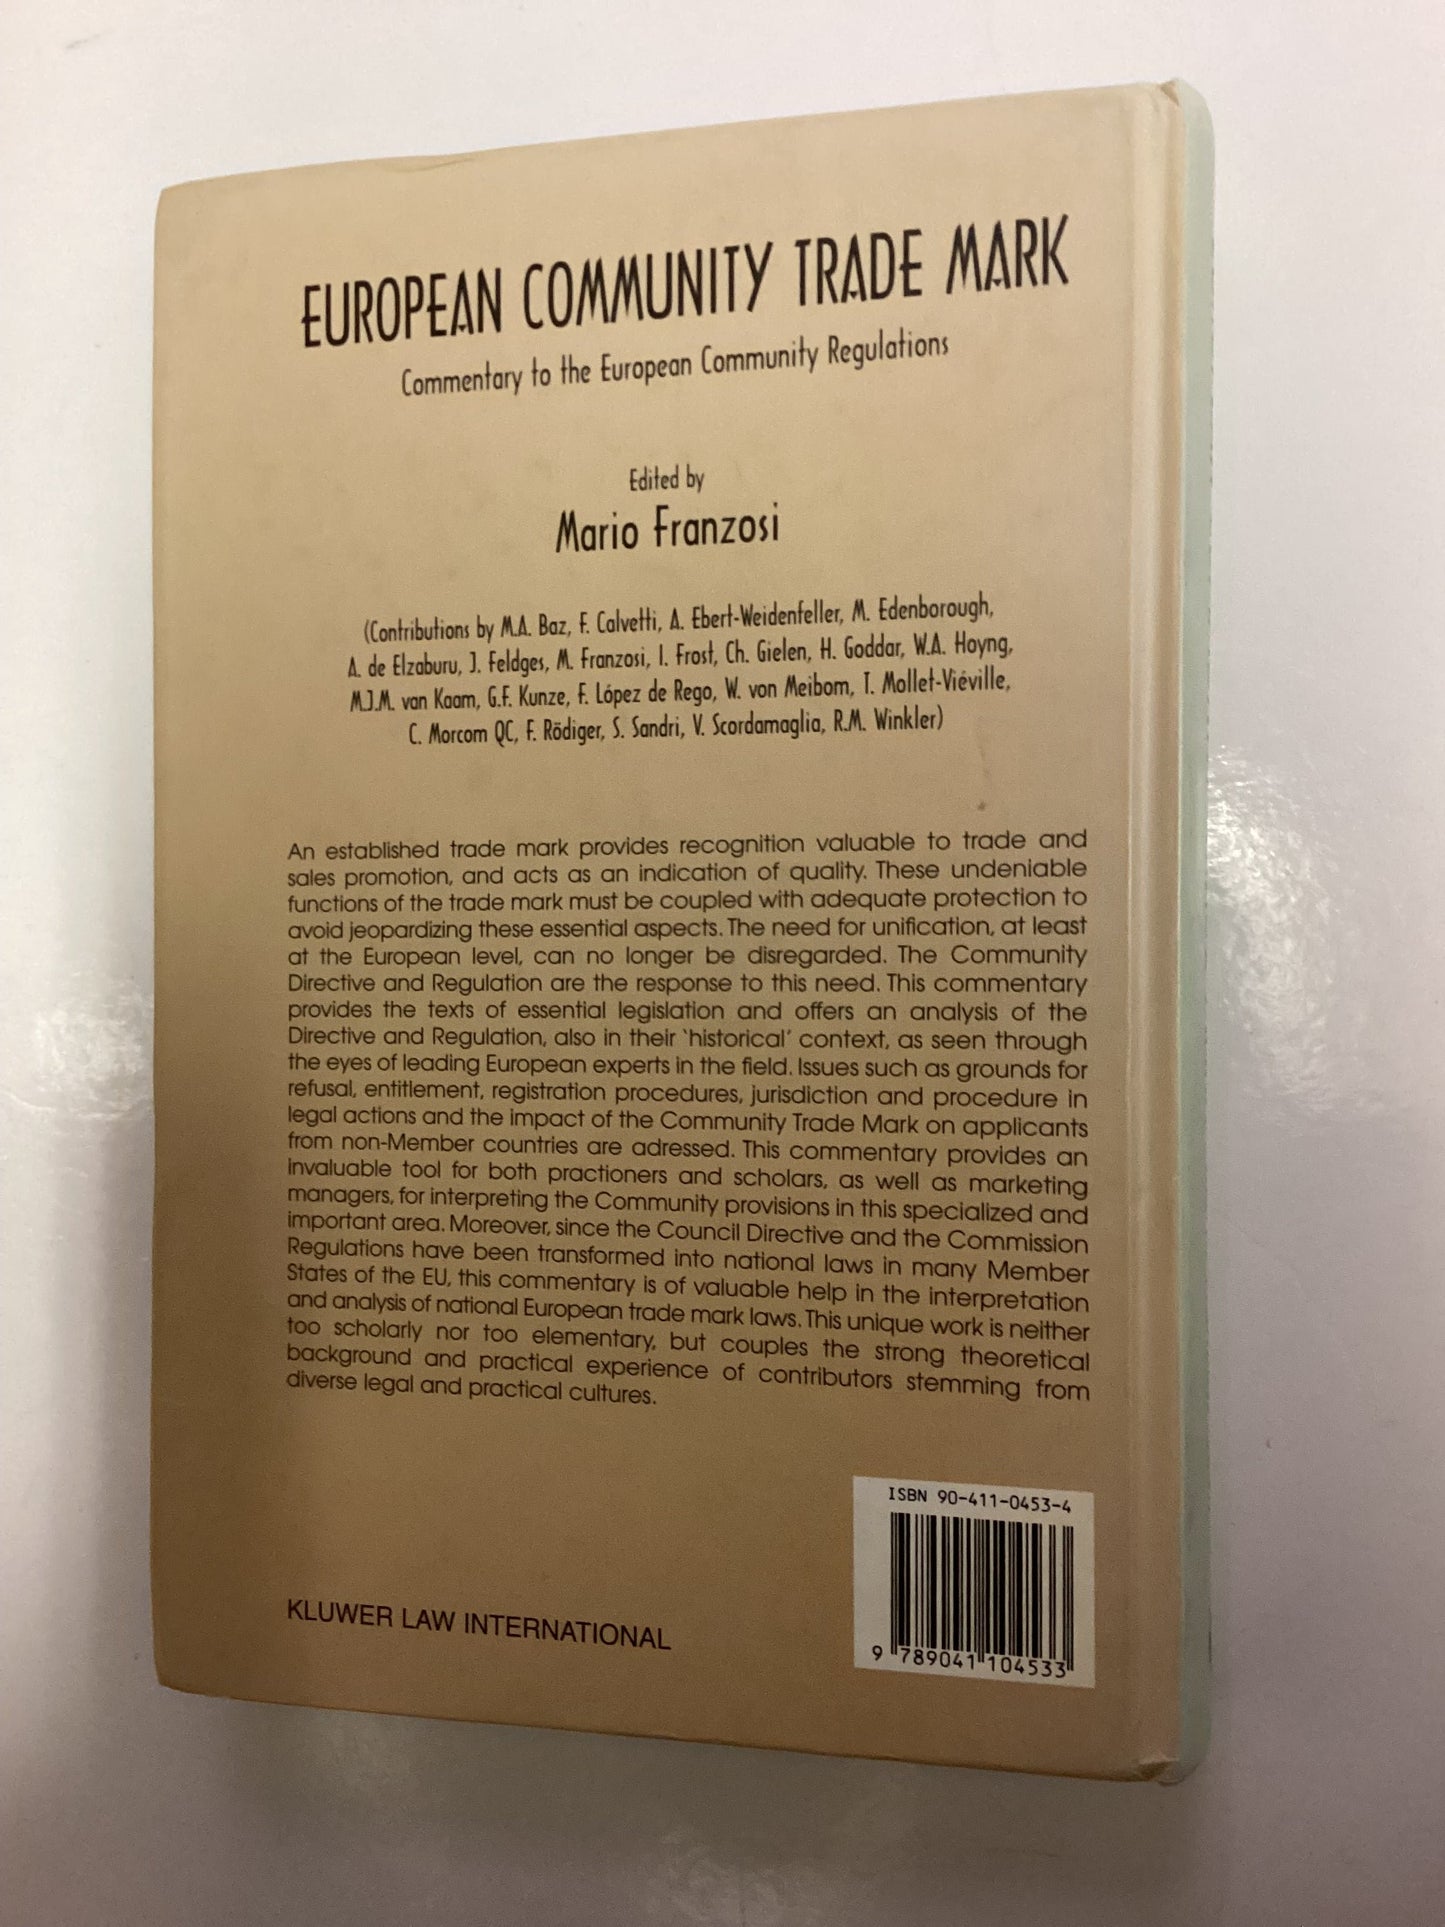 EUROPEAN COMMUNITY TRADE MARK
Commentary to the European Community Regulations
Edited by
Mario Franzosi
(Contributions by M.A. Baz, F. Calvetti, A. Ebert-Weidenfeller, M. Edenborough,
A. de Elzaburu, J. Feldges, M. Franzosi, I. Frost, Ch. Gielen, H. Goddar, W.A. Hoyng,
M.J.M. van Kaam, G.F. Kunze, F. López de Rego, W. von Meibom, T. Mollet-Viéville,
C. Morcom QC, F. Rödiger, S. Sandri, V. Scordamaglia, R.M. Winkler)
An established trade mark provides recognition valuable to trade and
sales promotion, and acts as an indication of quality. These undeniable
functions of the trade mark must be coupled with adequate protection to
avoid jeopardizing these essential aspects. The need for unification, at least
at the European level, can no longer be disregarded. The Community
Directive and Regulation are the response to this need. This commentary
provides the texts of essential legislation and offers an analysis of the
Directive and Regulation, also in their 'historical' context, as seen through
the eyes of leading European experts in the field. Issues such as grounds for
refusal, entitlement, registration procedures, jurisdiction and procedure in
legal actions and the impact of the Community Trade Mark on applicants
from non-Member countries are adressed. This commentary provides an
invaluable tool for both practioners and scholars, as well as marketing
managers, for interpreting the Community provisions in this specialized and
important area. Moreover, since the Council Directive and the Commission
Regulations have been transformed into national laws in many Member
States of the EU, this commentary is of valuable help in the interpretation
and analysis of national European trade mark laws. This unique work is neither
too scholarly nor too elementary, but couples the strong theoretical
background and practical experience of contributors stemming from
diverse legal and practical cultures.
ISBN 90-411-0453-4
KLUWER LAW INTERNATIONAL
9 789041 104533